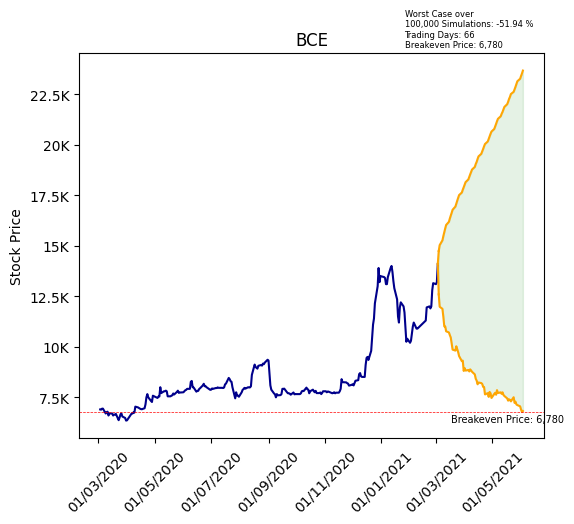 Worst Case over
100,000 Simulations: -51.94 %
Trading Days: 66
Breakeven Price: 6,780
BCE
Stock Price
22.5K
20K
17.5K
15K
12.5K
10K
7.5K
Breakeven Price: 6,780
01/03/2020
01/05/2020
01/07/2020
01/09/2020
01/11/2020
01/01/2021
01/03/2021
01/05/2021